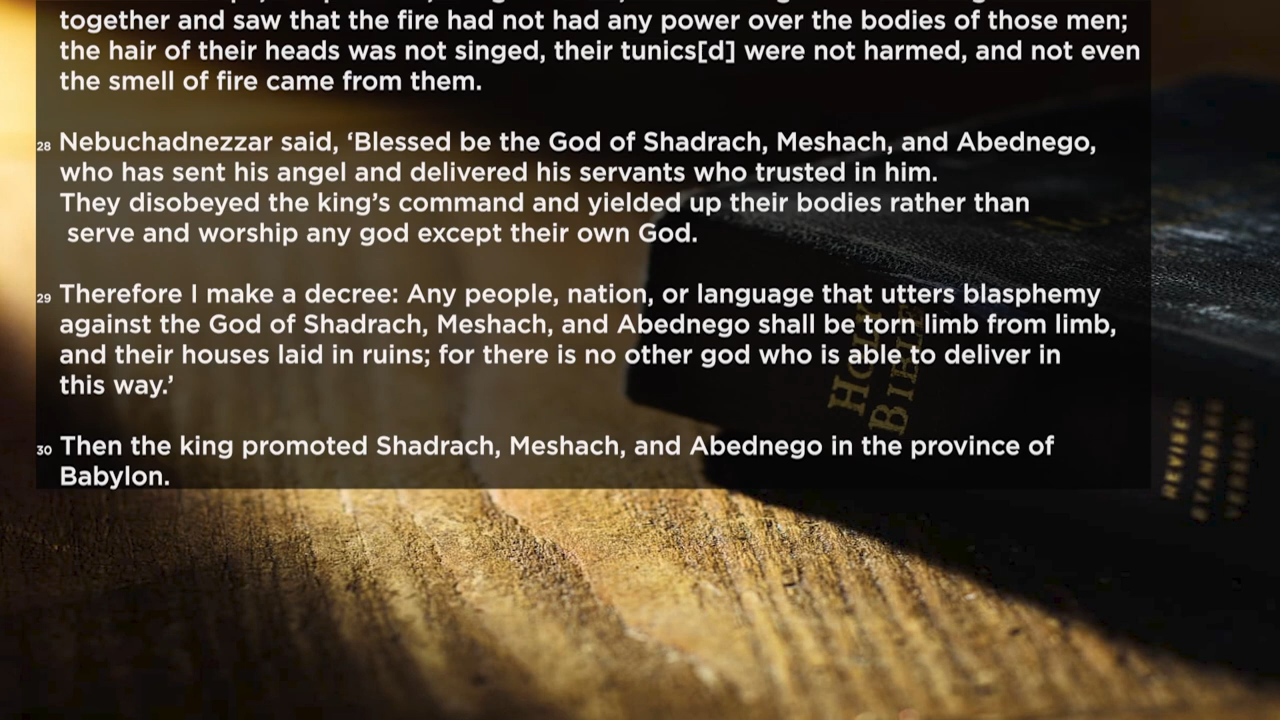 together and saw that the fire had not had any power over the bodies of those men;
the hair of their heads was not singed, their tunics[d] were not harmed, and not even
the smell of fire came from them.
28 Nebuchadnezzar said, ‘Blessed be the God of Shadrach, Meshach, and Abednego,
who has sent his angel and delivered his servants who trusted in him.
They disobeyed the king’s command and yielded up their bodies rather than
serve and worship any god except their own God.
29 Therefore I make a decree: Any people, nation, or language that utters blasphemy
against the God of Shadrach, Meshach, and Abednego shall be torn limb from limb,
and their houses laid in ruins; for there is no other god who is able to deliver in
this way.’
30 Then the king promoted Shadrach, Meshach, and Abednego in the province of
Babylon.
HOLY
BIBLE
REVISED
STANDARD
VERSION